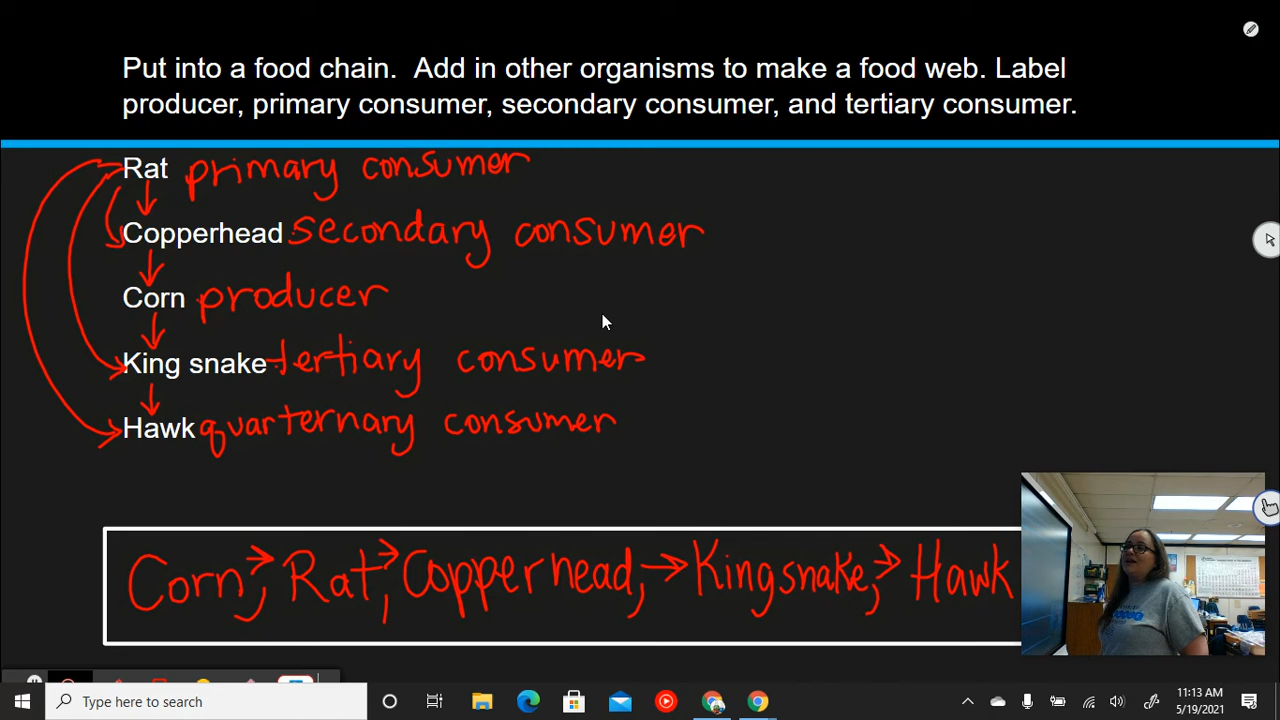 Put into a food chain. Add in other organisms to make a food web. Label
producer, primary consumer, secondary consumer, and tertiary consumer.
Rat primary consumer
Copperhead secondary consumer
Corn producer
King snake tertiary consumer
Hawk quarternary consumer
Corn, → Rat, → Copperhead, → Kingsnake, → Hawk
Type here to search
11:13 AM
5/19/2021